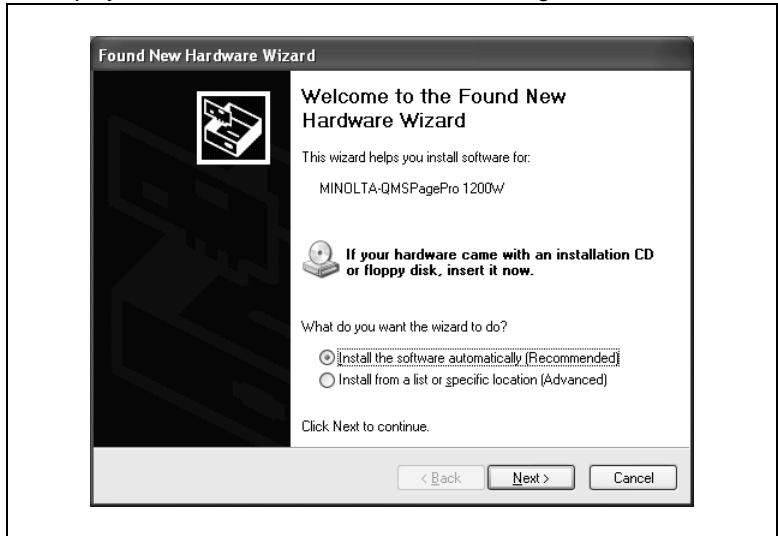 Found New Hardware Wizard
Welcome to the Found New
Hardware Wizard
This wizard helps you install software for:
MINOLTA-QMSPagePro 1200W
If your hardware came with an installation CD
or floppy disk, insert it now.
What do you want the wizard to do?
Install the software automatically (Recommended)
Install from a list or specific location (Advanced)
Click Next to continue.
< Back Next > Cancel